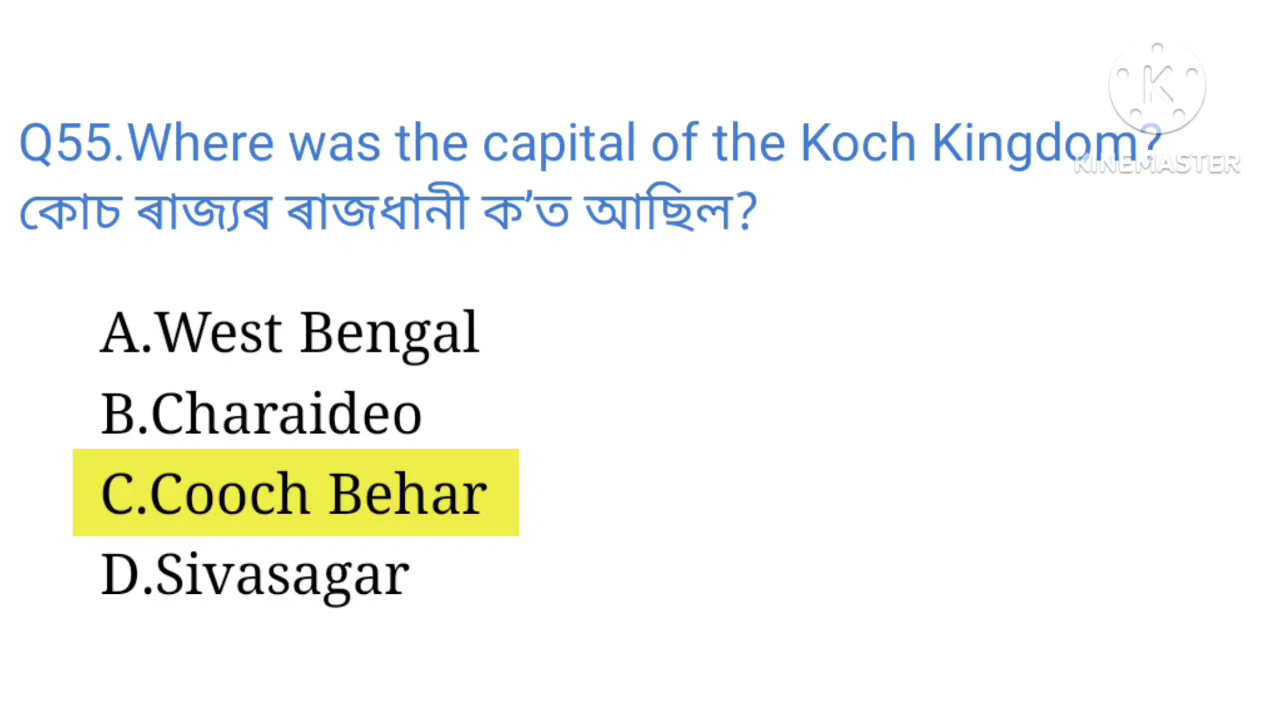 Q55.Where was the capital of the Koch Kingdom?
কোচ ৰাজ্যৰ ৰাজধানী ক’ত আছিল?
A.West Bengal
B.Charaideo
C.Cooch Behar
D.Sivasagar
K
KINEMASTER